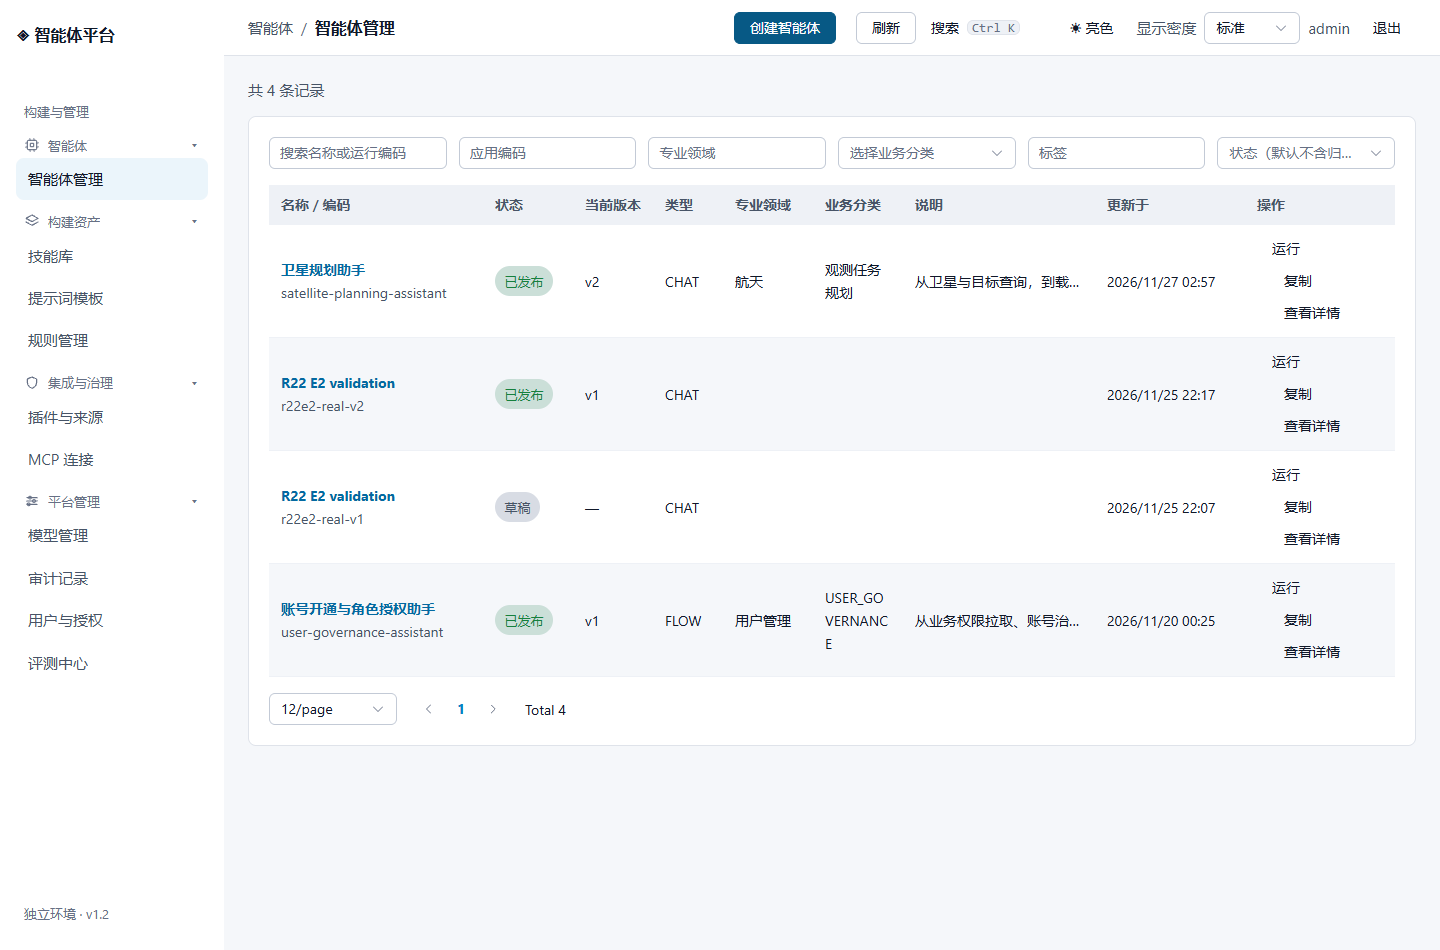 智能体平台
构建与管理
智能体
智能体管理
构建资产
技能库
提示词模板
规则管理
集成与治理
插件与来源
MCP 连接
平台管理
模型管理
审计记录
用户与授权
评测中心
独立环境 · v1.2
智能体 / 智能体管理
创建智能体 刷新 搜索 Ctrl K 亮色 显示密度 标准 admin 退出
共 4 条记录
搜索名称或运行编码 应用编码 专业领域 选择业务分类 标签 状态（默认不含归...
名称 / 编码 状态 当前版本 类型 专业领域 业务分类 说明 更新于 操作
卫星规划助手
satellite-planning-assistant
已发布 v2 CHAT 航天
观测任务
规划
从卫星与目标查询，到载... 2026/11/27 02:57
运行
复制
查看详情
R22 E2 validation
r22e2-real-v2
已发布 v1 CHAT 2026/11/25 22:17
运行
复制
查看详情
R22 E2 validation
r22e2-real-v1
草稿 — CHAT 2026/11/25 22:07
运行
复制
查看详情
账号开通与角色授权助手
user-governance-assistant
已发布 v1 FLOW 用户管理
USER_GO
VERNANC
E
从业务权限拉取、账号治... 2026/11/20 00:25
运行
复制
查看详情
12/page 1 Total 4